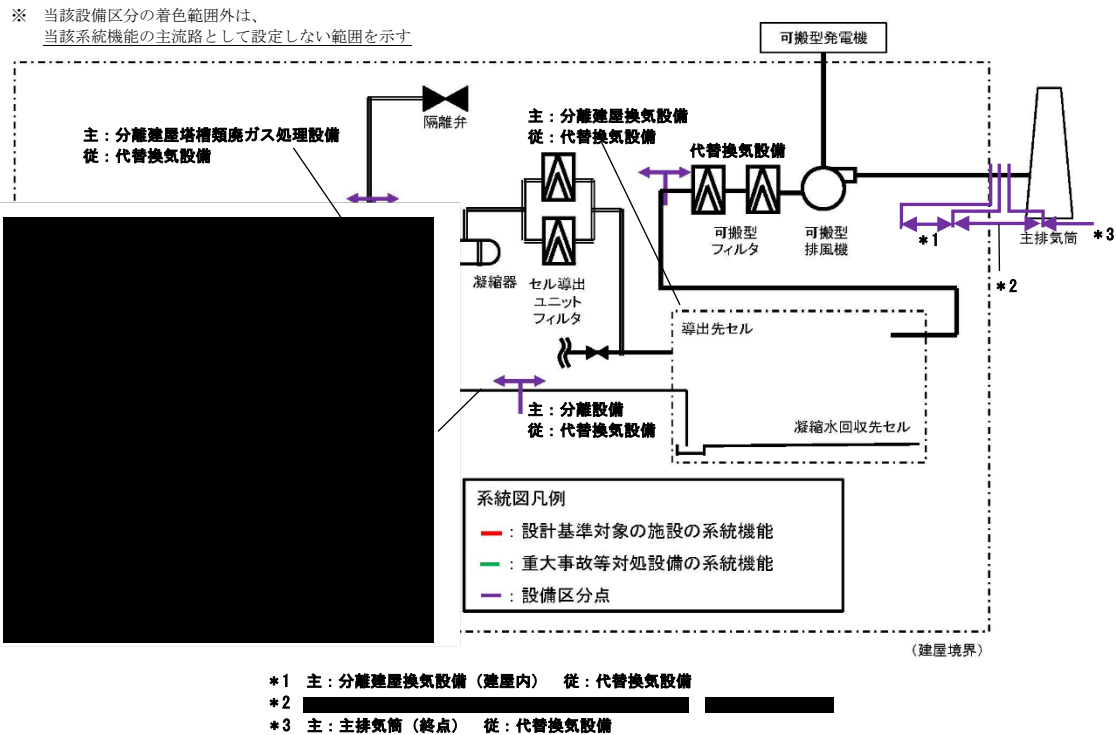 ※ 当該設備区分の着色範囲外は、
当該系統機能の主流路として設定しない範囲を示す
可搬型発電機
隔離弁
主：分離建屋塔槽類廃ガス処理設備
従：代替換気設備
主：分離建屋換気設備
従：代替換気設備
代替換気設備
凝縮器
セル導出
ユニット
フィルタ
可搬型
フィルタ
可搬型
排風機
主排気筒
*1
*2
*3
導出先セル
主：分離設備
従：代替換気設備
凝縮水回収先セル
系統図凡例
：設計基準対象の施設の系統機能
：重大事故等対処設備の系統機能
：設備区分点
（建屋境界）
*1 主：分離建屋換気設備（建屋内） 従：代替換気設備
*2
*3 主：主排気筒（終点） 従：代替換気設備